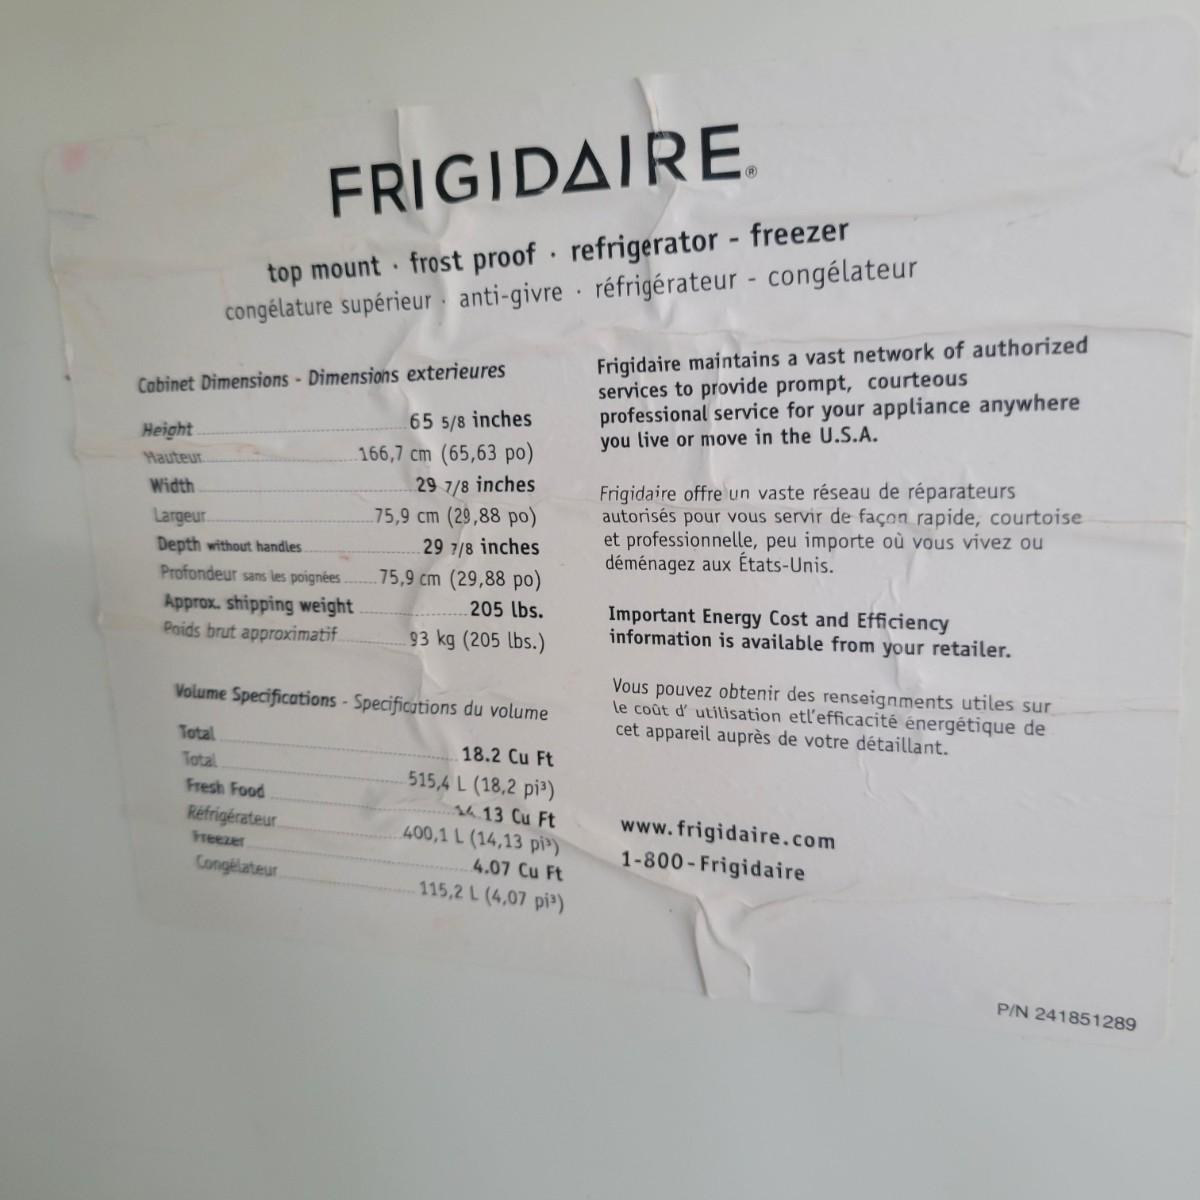 FRIGIDAIRE®
top mount · frost proof · refrigerator - freezer
congélature supérieur · anti-givre · réfrigérateur - congélateur
Cabinet Dimensions - Dimensions exterieures
Height 65 5/8 inches
Hauteur 166,7 cm (65,63 po)
Width 29 7/8 inches
Largeur 75,9 cm (29,88 po)
Depth without handles 29 7/8 inches
Profondeur sans les poignées 75,9 cm (29,88 po)
Approx. shipping weight 205 lbs.
Poids brut approximatif 93 kg (205 lbs.)
Volume Specifications - Specifications du volume
Total 18.2 Cu Ft
Total 515,4 L (18,2 pi³)
Fresh Food 14.13 Cu Ft
Réfrigérateur 400,1 L (14,13 pi³)
Freezer 4.07 Cu Ft
Congélateur 115,2 L (4,07 pi³)
Frigidaire maintains a vast network of authorized
services to provide prompt, courteous
professional service for your appliance anywhere
you live or move in the U.S.A.
Frigidaire offre un vaste réseau de réparateurs
autorisés pour vous servir de façon rapide, courtoise
et professionnelle, peu importe où vous vivez ou
déménagez aux États-Unis.
Important Energy Cost and Efficiency
information is available from your retailer.
Vous pouvez obtenir des renseignments utiles sur
le coût d' utilisation etl'efficacité énergétique de
cet appareil auprès de votre détaillant.
www.frigidaire.com
1-800-Frigidaire
P/N 241851289